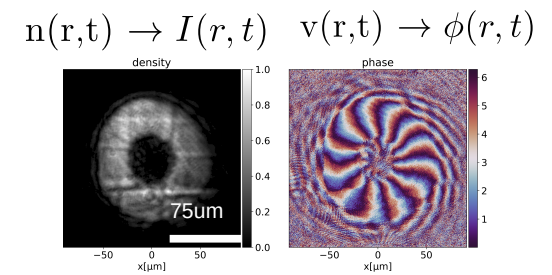 n(r,t) → I(r, t)
v(r,t) → ϕ(r, t)
density
phase
1.0
0.8
0.6
0.4
0.2
0.0
75um
−50
0
50
x[µm]
6
5
4
3
2
1
−50
0
50
x[µm]